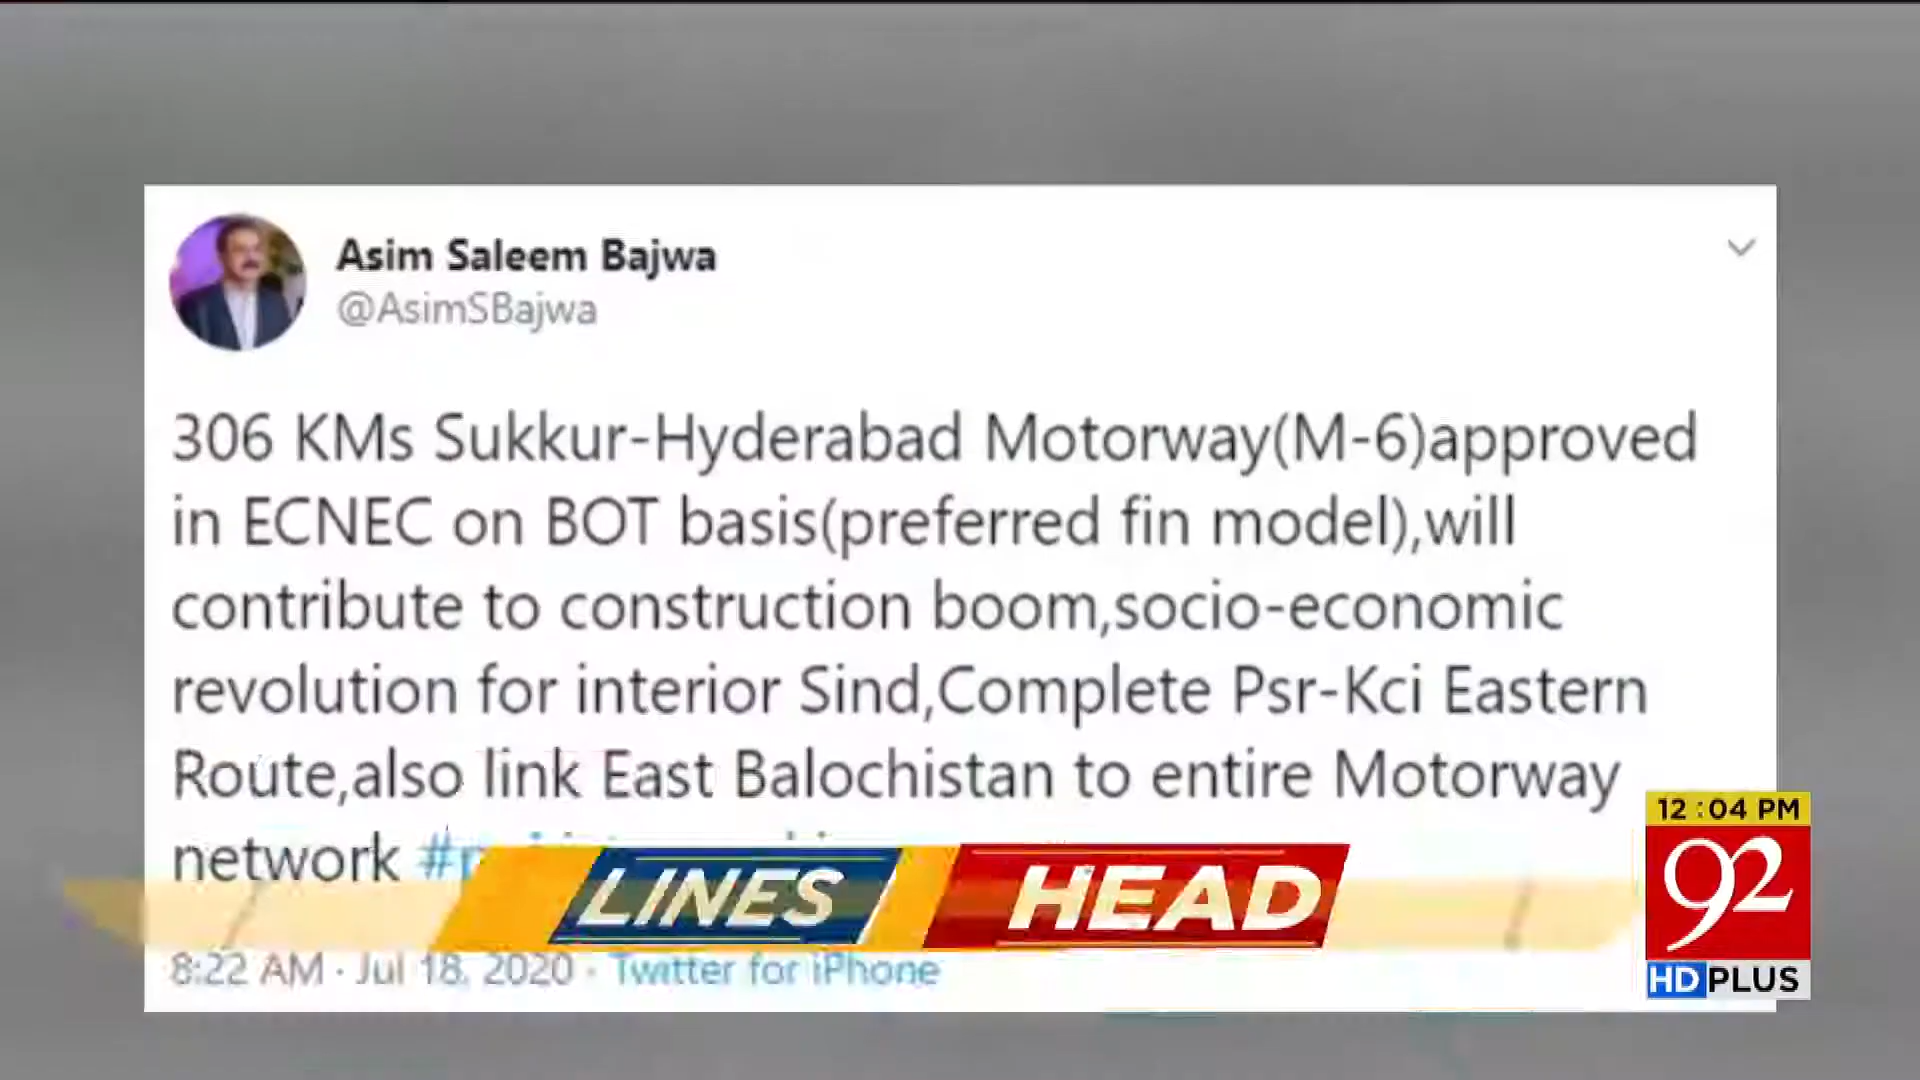 Asim Saleem Bajwa
@AsimSBajwa
306 KMs Sukkur-Hyderabad Motorway(M-6)approved
in ECNEC on BOT basis(preferred fin model),will
contribute to construction boom,socio-economic
revolution for interior Sind,Complete Psr-Kci Eastern
Route,also link East Balochistan to entire Motorway
network
LINES HEAD
8:22 AM · Jul 18, 2020 · Twitter for iPhone
12:04 PM
92
HD PLUS